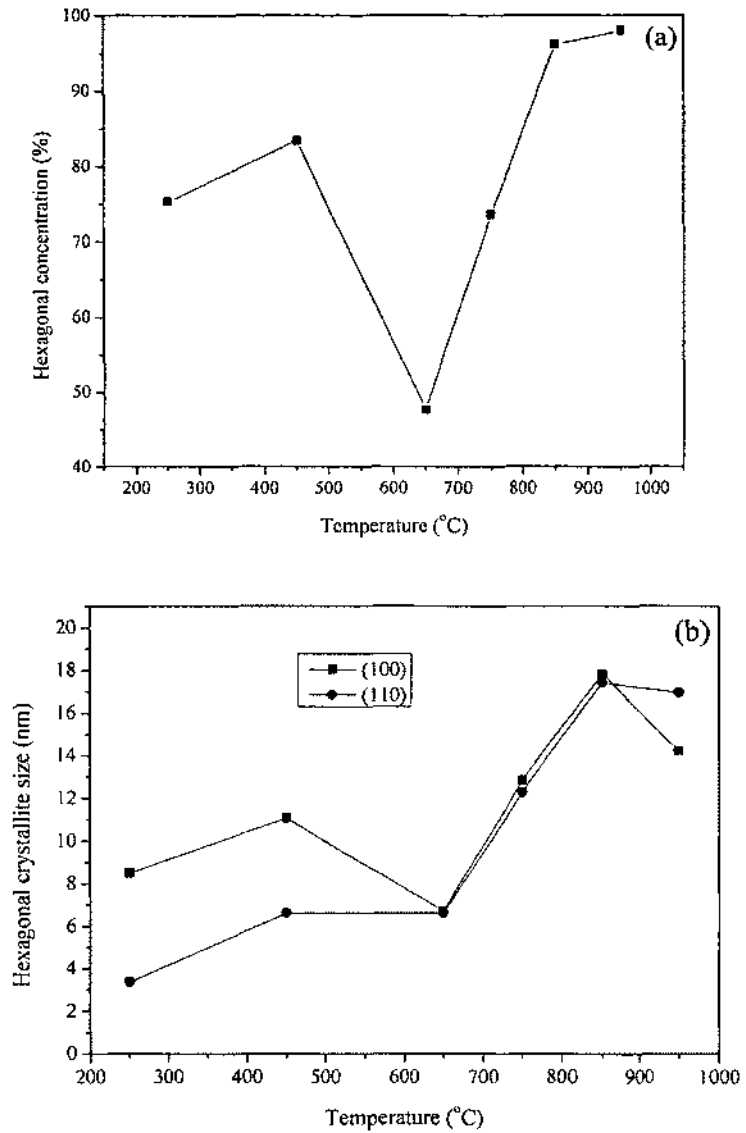 100
(a)
90
80
70
60
50
40
Hexagonal concentration (%)
200 300 400 500 600 700 800 900 1000
Temperature (°C)
20
(b)
18
16
14
12
10
8
6
4
2
0
(100)
(110)
Hexagonal crystallite size (nm)
200 300 400 500 600 700 800 900 1000
Temperature (°C)